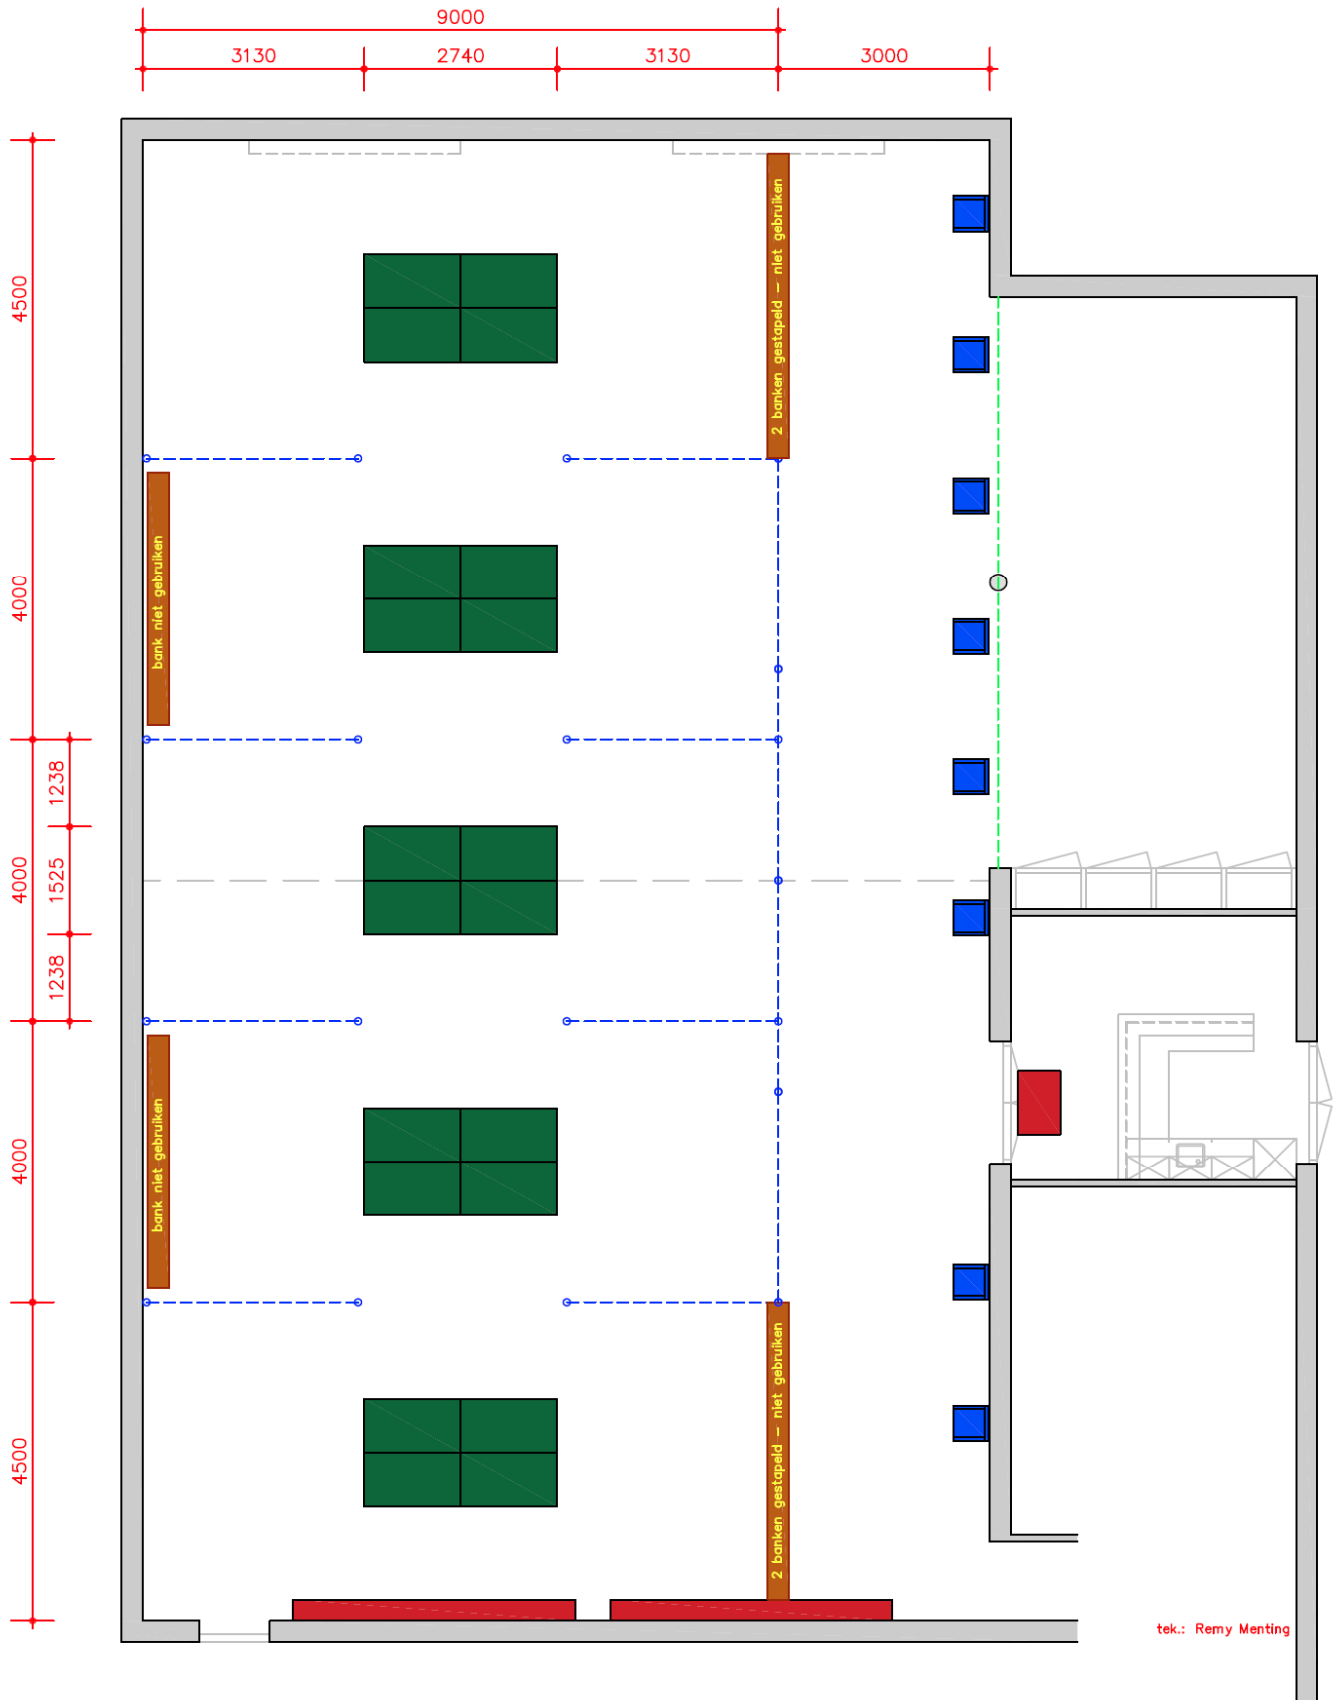 9000
3130
2740
3130
3000
4500
2 banken gestapeld – niet gebruiken
4000
bank niet gebruiken
1238
4000
1525
1238
4000
bank niet gebruiken
4500
2 banken gestapeld – niet gebruiken
tek.: Remy Menting